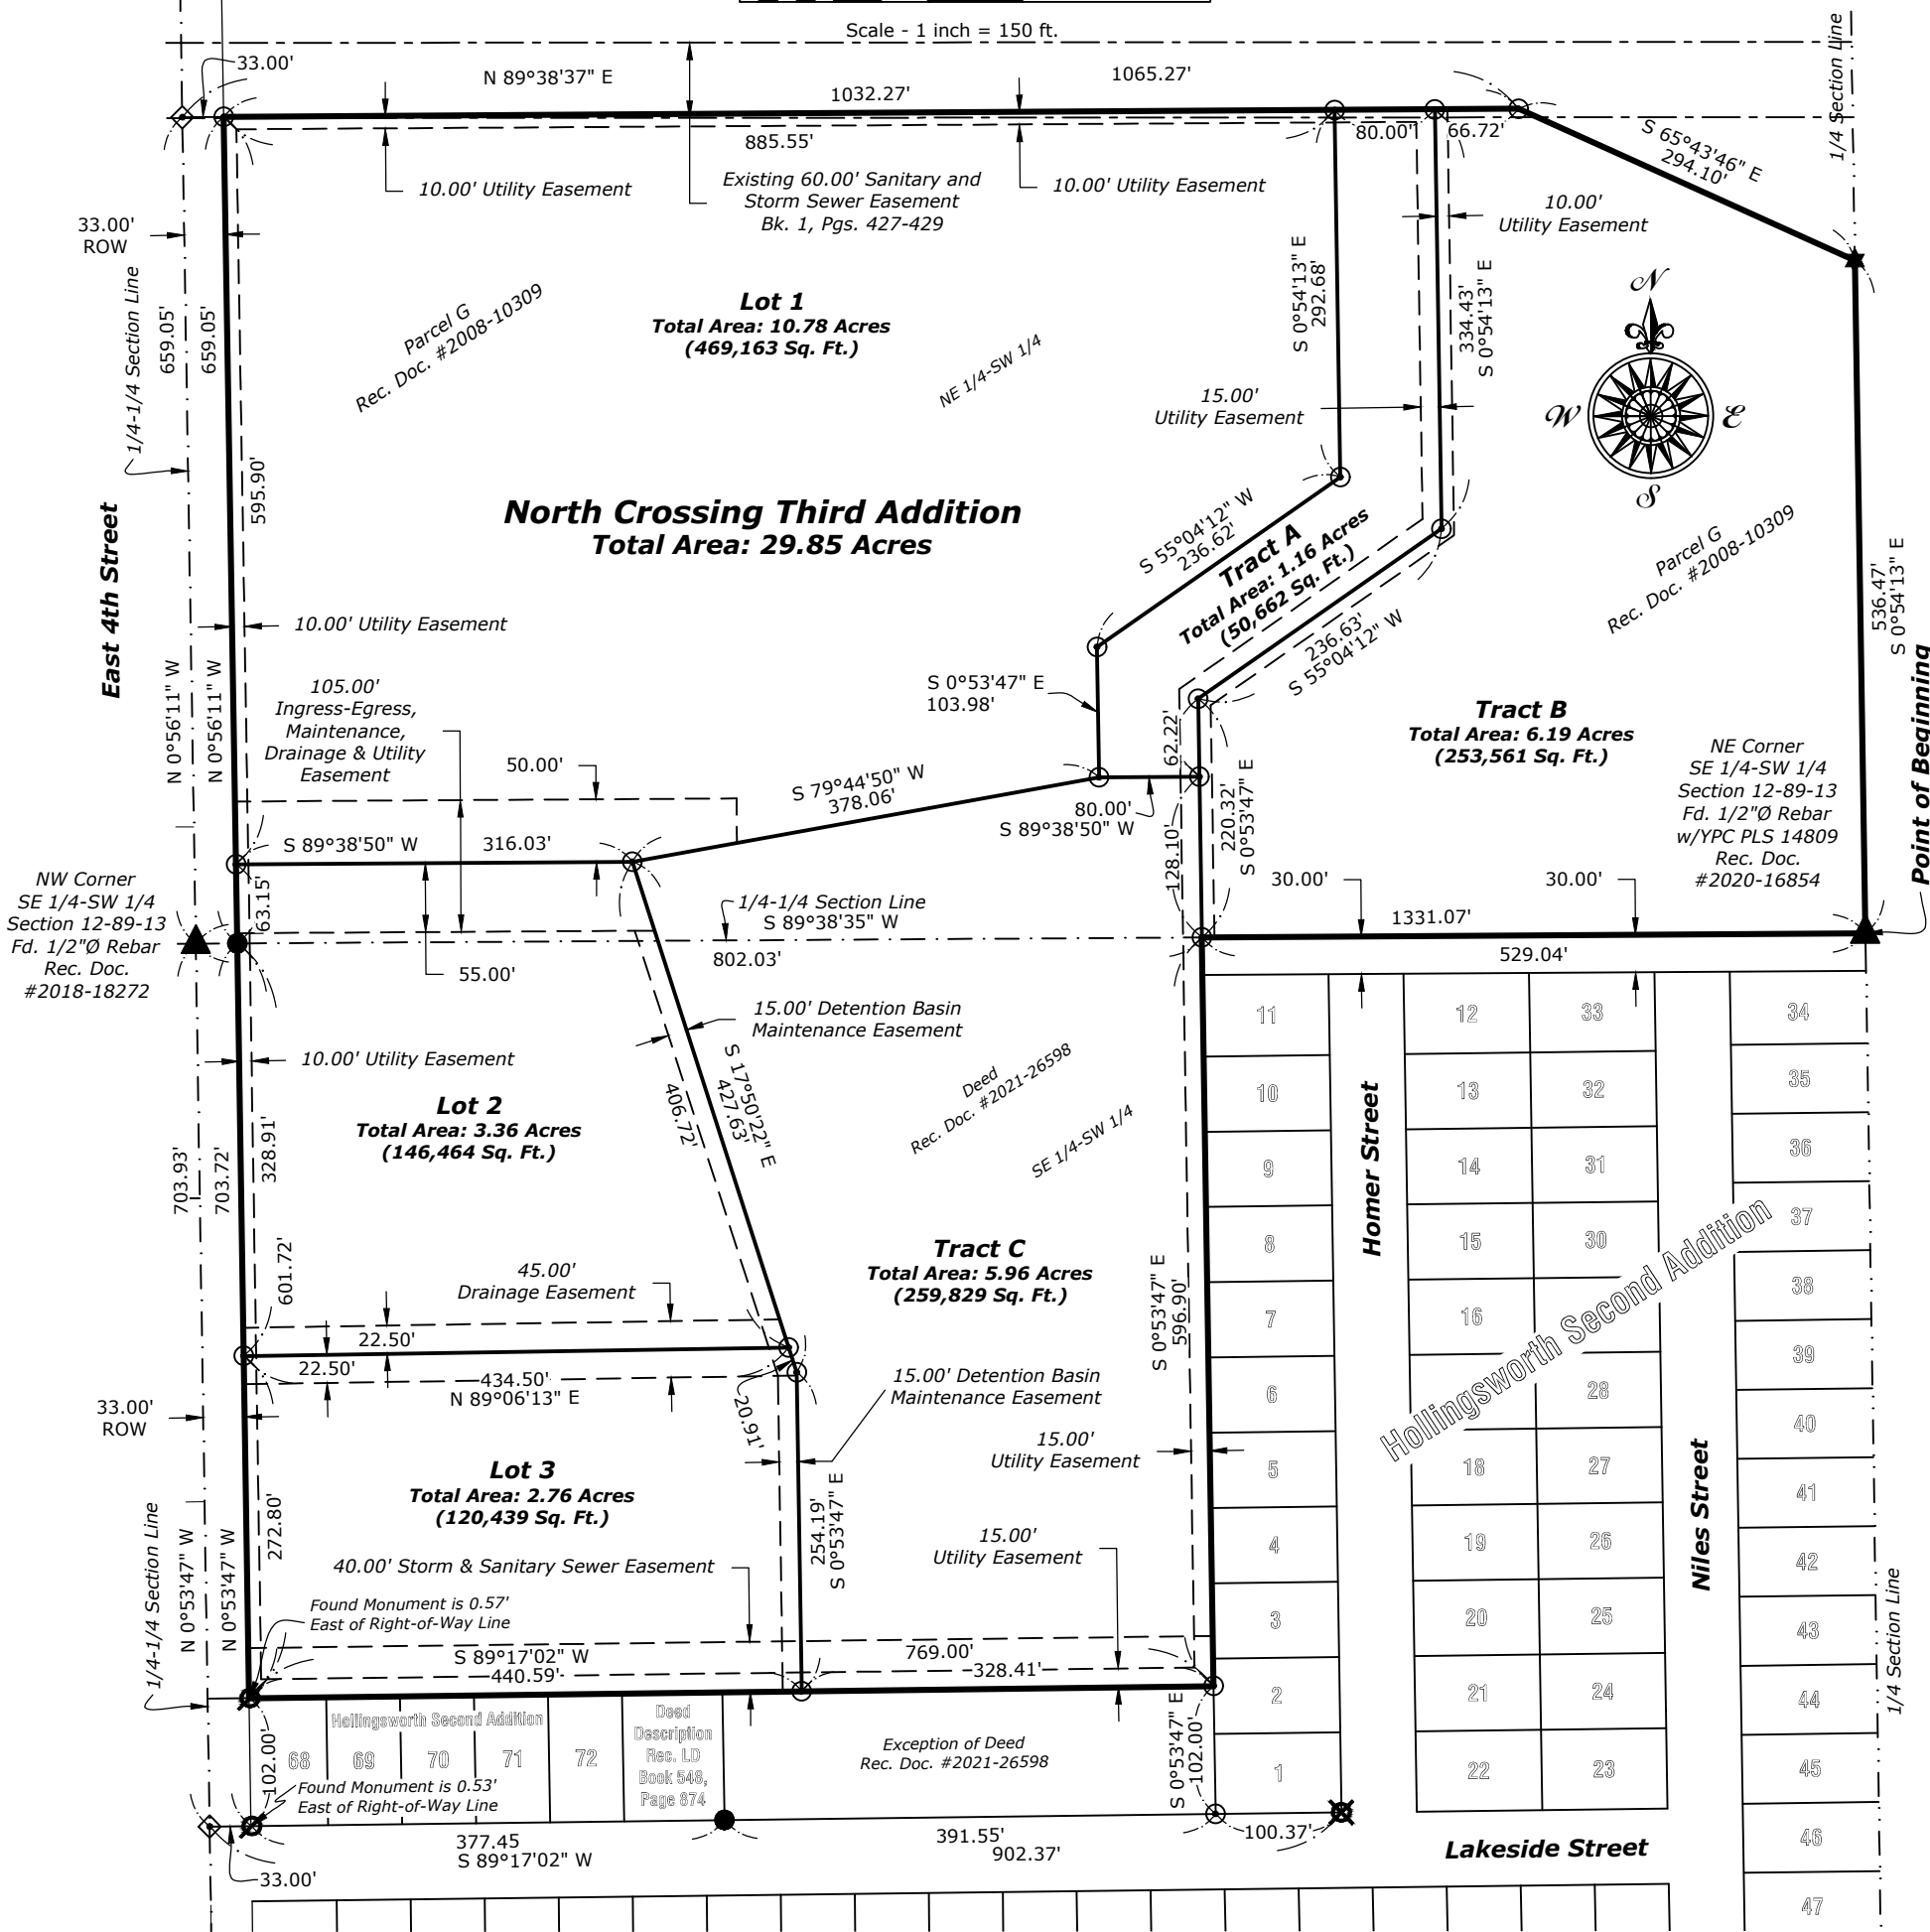 Scale - 1 inch = 150 ft.
33.00'
N 89°38'37" E
1065.27'
1032.27'
885.55'
80.00'
66.72'
S 65°43'46" E
294.10'
1/4 Section Line
10.00' Utility Easement
Existing 60.00' Sanitary and
Storm Sewer Easement
Bk. 1, Pgs. 427-429
10.00' Utility Easement
10.00'
Utility Easement
33.00'
ROW
1/4-1/4 Section Line
659.05'
659.05'
Parcel G
Rec. Doc. #2008-10309
Lot 1
Total Area: 10.78 Acres
(469,163 Sq. Ft.)
NE 1/4-SW 1/4
S 0°54'13" E
292.68'
334.43'
S 0°54'13" E
N
W
E
S
15.00'
Utility Easement
595.90'
North Crossing Third Addition
Total Area: 29.85 Acres
East 4th Street
S 55°04'12" W
236.62'
Tract A
Total Area: 1.16 Acres
(50,662 Sq. Ft.)
236.63'
S 55°04'12" W
Parcel G
Rec. Doc. #2008-10309
536.47'
S 0°54'13" E
Point of Beginning
10.00' Utility Easement
N 0°56'11" W
N 0°56'11" W
105.00'
Ingress-Egress,
Maintenance,
Drainage & Utility
Easement
50.00'
S 0°53'47" E
103.98'
62.22'
Tract B
Total Area: 6.19 Acres
(253,561 Sq. Ft.)
NE Corner
SE 1/4-SW 1/4
Section 12-89-13
Fd. 1/2"Ø Rebar
w/YPC PLS 14809
Rec. Doc.
#2020-16854
S 79°44'50" W
378.06'
80.00'
S 89°38'50" W
220.32'
S 0°53'47" E
128.10'
S 89°38'50" W
316.03'
NW Corner
SE 1/4-SW 1/4
Section 12-89-13
Fd. 1/2"Ø Rebar
Rec. Doc.
#2018-18272
63.15'
1/4-1/4 Section Line
S 89°38'35" W
802.03'
30.00'
30.00'
1331.07'
529.04'
55.00'
15.00' Detention Basin
Maintenance Easement
10.00' Utility Easement
S 17°50'22" E
427.63'
406.72'
Deed
Rec. Doc. #2021-26598
SE 1/4-SW 1/4
Lot 2
Total Area: 3.36 Acres
(146,464 Sq. Ft.)
703.93'
703.72'
328.91'
601.72'
45.00'
Drainage Easement
Tract C
Total Area: 5.96 Acres
(259,829 Sq. Ft.)
S 0°53'47" E
596.90'
22.50'
22.50'
434.50'
N 89°06'13" E
20.91'
15.00' Detention Basin
Maintenance Easement
33.00'
ROW
15.00'
Utility Easement
Lot 3
Total Area: 2.76 Acres
(120,439 Sq. Ft.)
1/4-1/4 Section Line
N 0°53'47" W
N 0°53'47" W
272.80'
254.19'
S 0°53'47" E
15.00'
Utility Easement
40.00' Storm & Sanitary Sewer Easement
Found Monument is 0.57'
East of Right-of-Way Line
S 89°17'02" W
440.59'
769.00'
328.41'
11
10
9
8
7
6
5
4
3
2
1
Homer Street
12
13
14
15
16
18
19
20
21
22
33
32
31
30
28
27
26
25
24
23
Hollingsworth Second Addition
Niles Street
34
35
36
37
38
39
40
41
42
43
44
45
46
47
1/4 Section Line
Hollingsworth Second Addition
68
69
70
71
72
Deed
Description
Rec. LD
Book 548,
Page 874
Exception of Deed
Rec. Doc. #2021-26598
S 0°53'47" E
102.00'
102.00'
Found Monument is 0.53'
East of Right-of-Way Line
377.45
S 89°17'02" W
391.55'
902.37'
100.37'
33.00'
Lakeside Street